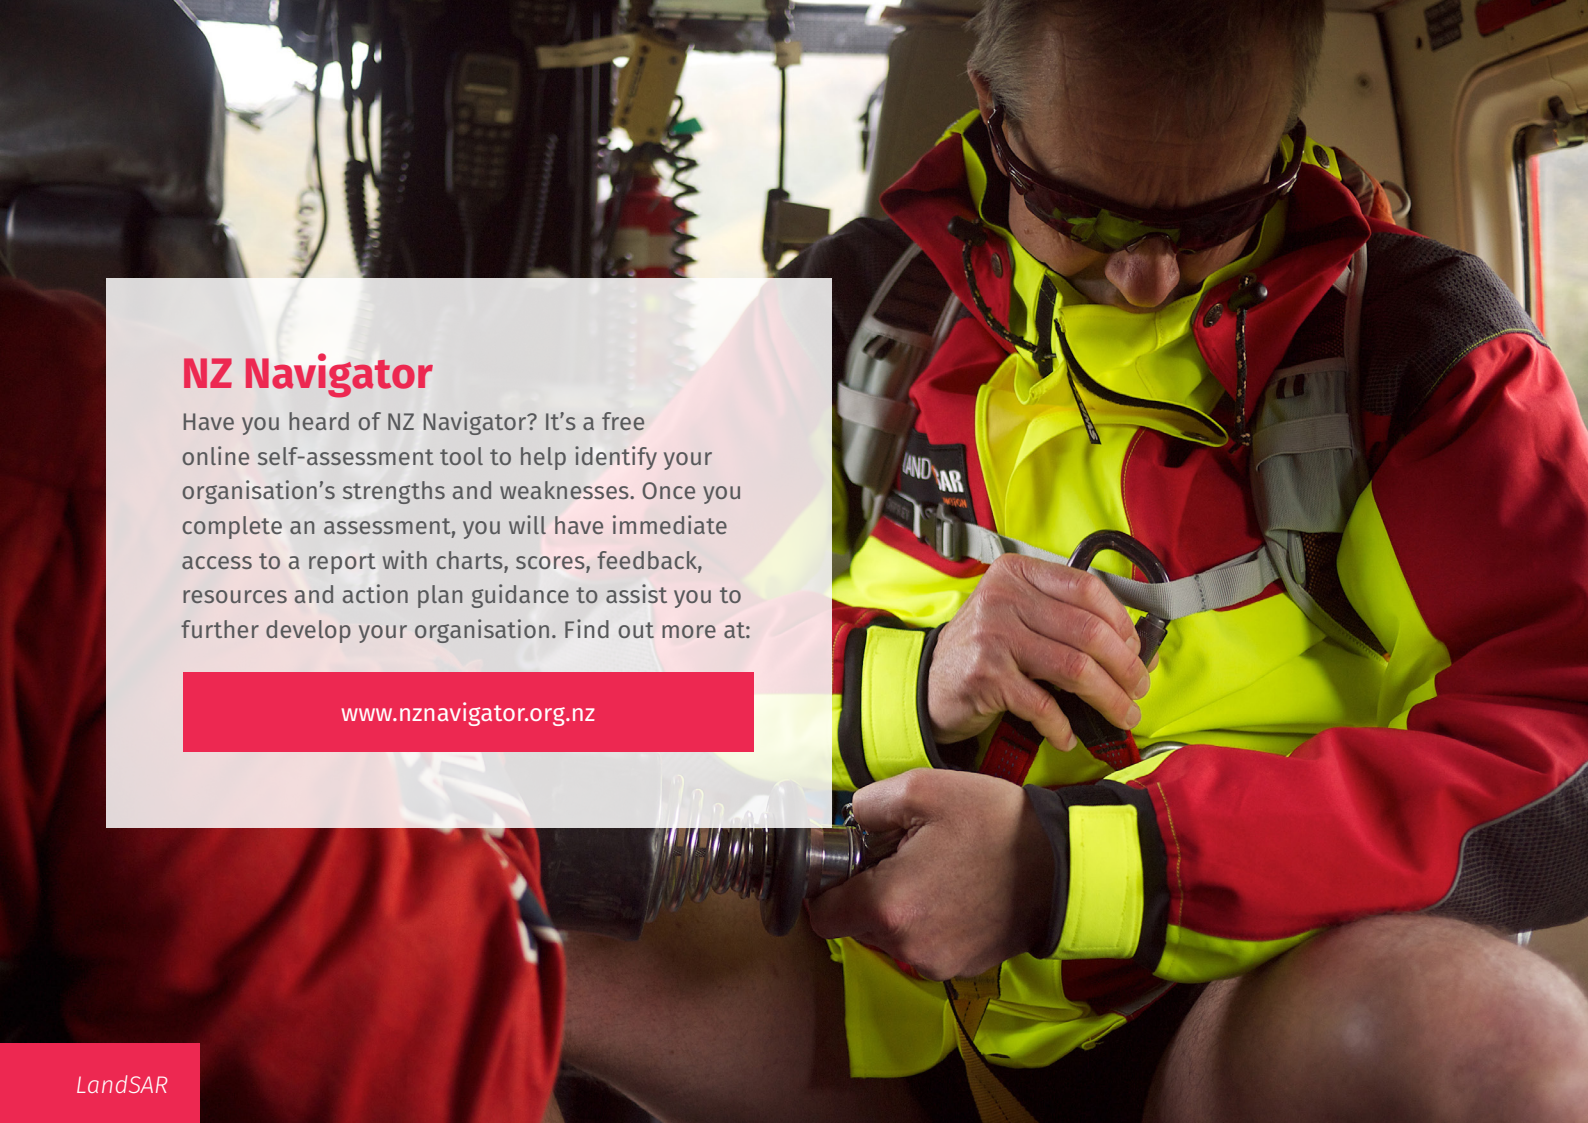 NZ Navigator
Have you heard of NZ Navigator? It’s a free
online self-assessment tool to help identify your
organisation’s strengths and weaknesses. Once you
complete an assessment, you will have immediate
access to a report with charts, scores, feedback,
resources and action plan guidance to assist you to
further develop your organisation. Find out more at:
www.nznavigator.org.nz
LAND
SAR
LandSAR